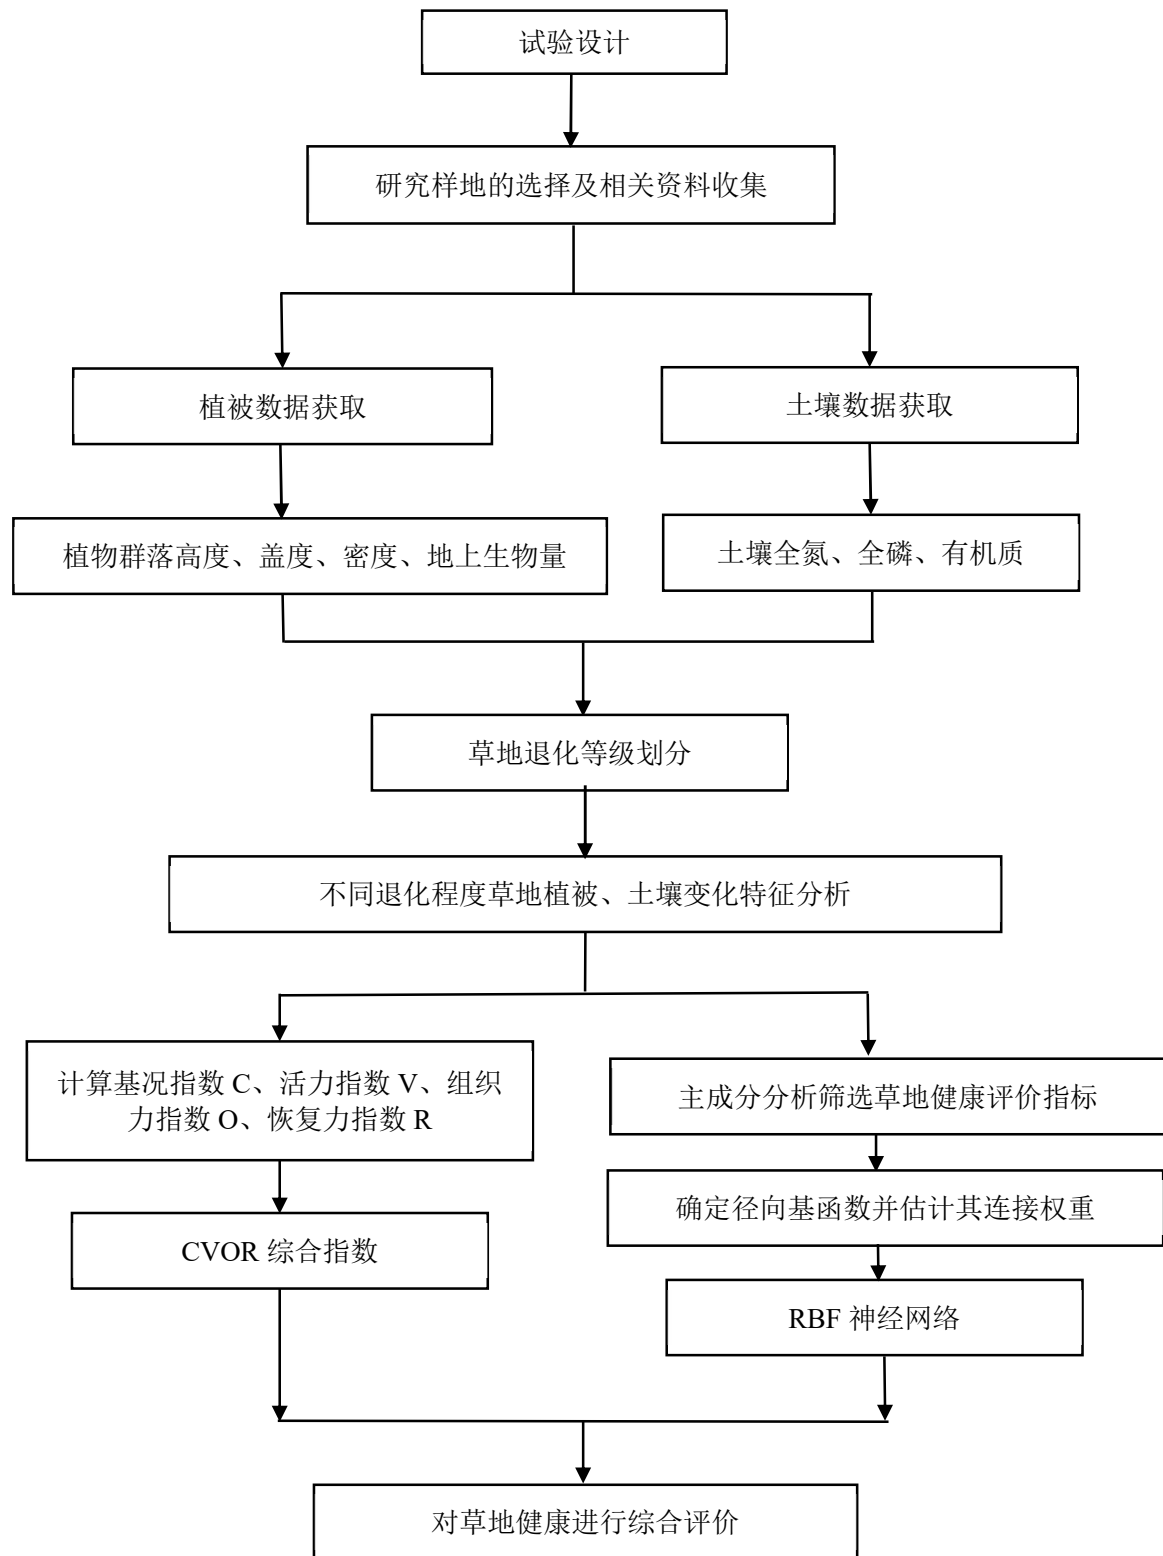 试验设计
研究样地的选择及相关资料收集
植被数据获取
土壤数据获取
植物群落高度、盖度、密度、地上生物量
土壤全氮、全磷、有机质
草地退化等级划分
不同退化程度草地植被、土壤变化特征分析
计算基况指数 C、活力指数 V、组织
力指数 O、恢复力指数 R
主成分分析筛选草地健康评价指标
确定径向基函数并估计其连接权重
CVOR 综合指数
RBF 神经网络
对草地健康进行综合评价